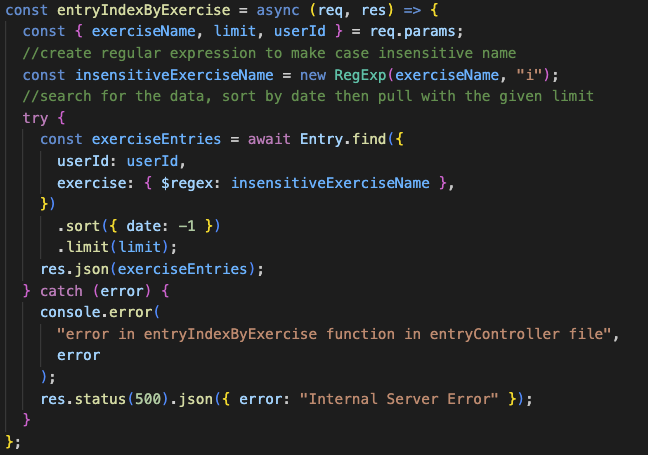 const entryIndexByExercise = async (req, res) => {
  const { exerciseName, limit, userId } = req.params;
  //create regular expression to make case insensitive name
  const insensitiveExerciseName = new RegExp(exerciseName, "i");
  //search for the data, sort by date then pull with the given limit
  try {
    const exerciseEntries = await Entry.find({
      userId: userId,
      exercise: { $regex: insensitiveExerciseName },
    })
      .sort({ date: -1 })
      .limit(limit);
    res.json(exerciseEntries);
  } catch (error) {
    console.error(
      "error in entryIndexByExercise function in entryController file",
      error
    );
    res.status(500).json({ error: "Internal Server Error" });
  }
};